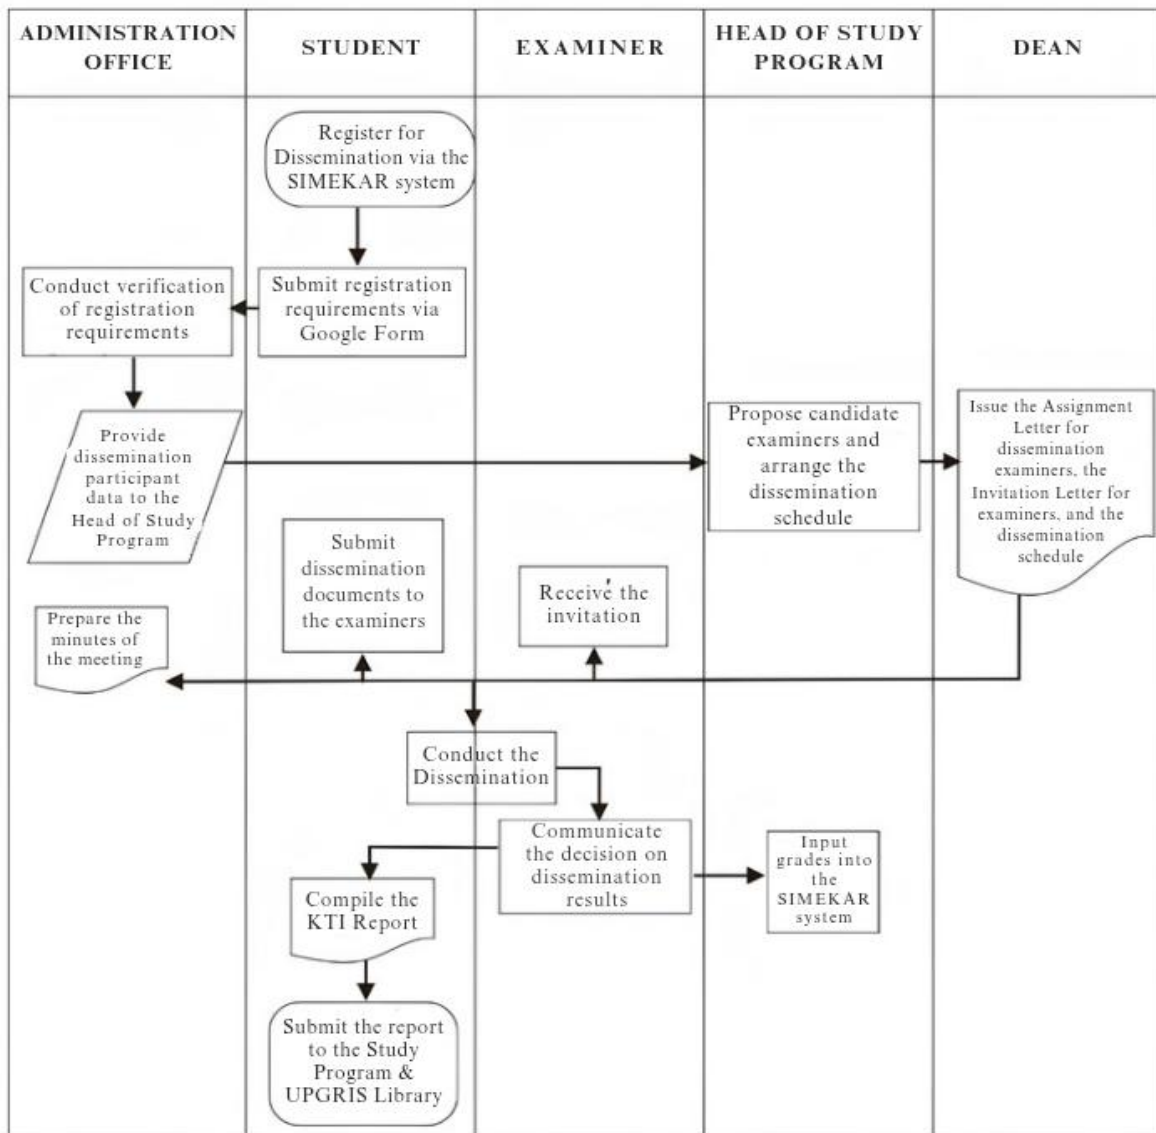 ADMINISTRATION
OFFICE
STUDENT
EXAMINER
HEAD OF STUDY
PROGRAM
DEAN
Register for
Dissemination via the
SIMEKAR system
Conduct verification
of registration
requirements
Submit registration
requirements via
Google Form
Provide
dissemination
participant
data to the
Head of Study
Program
Propose candidate
examiners and
arrange the
dissemination
schedule
Issue the Assignment
Letter for
dissemination
examiners, the
Invitation Letter for
examiners, and the
dissemination
schedule
Submit
dissemination
documents to
the examiners
Receive the
invitation
Prepare the
minutes of
the meeting
Conduct the
Dissemination
Communicate
the decision on
dissemination
results
Input
grades into
the
SIMEKAR
system
Compile the
KTI Report
Submit the report
to the Study
Program &
UPGRIS Library